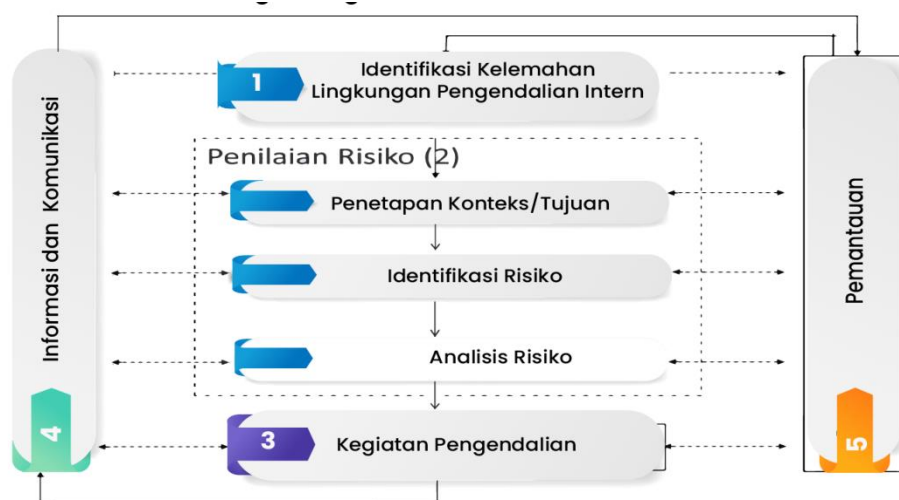 1
Identifikasi Kelemahan
Lingkungan Pengendalian Intern
Penilaian Risiko (2)
Penetapan Konteks/Tujuan
Identifikasi Risiko
Analisis Risiko
3
Kegiatan Pengendalian
Informasi dan Komunikasi
4
Pemantauan
5